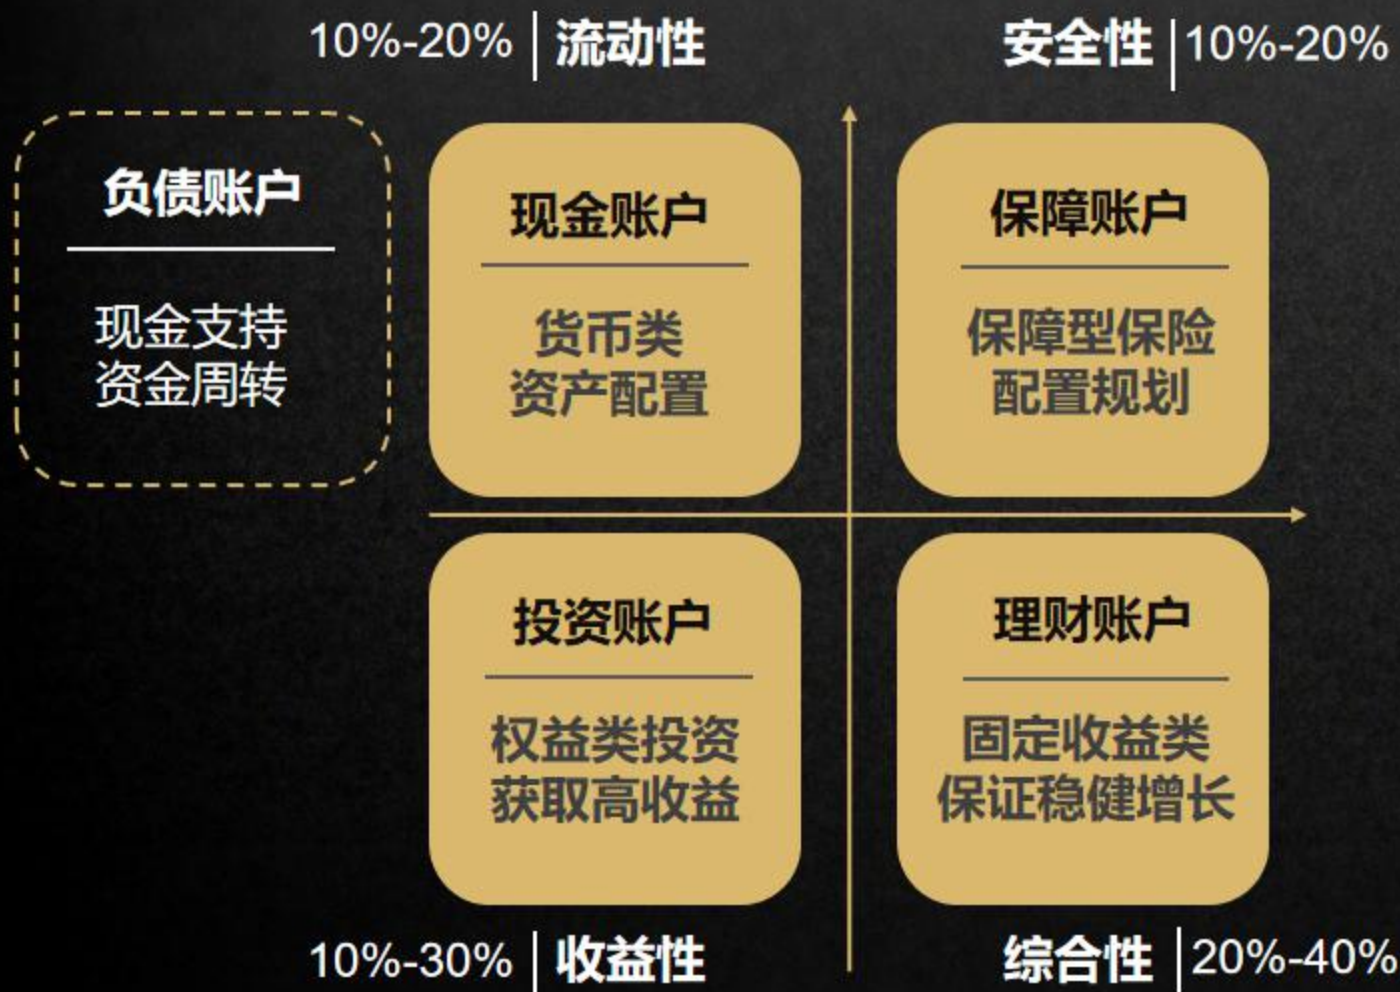 10%-20% | 流动性
安全性 | 10%-20%
负债账户
现金支持
资金周转
现金账户
货币类
资产配置
保障账户
保障型保险
配置规划
投资账户
权益类投资
获取高收益
理财账户
固定收益类
保证稳健增长
10%-30% | 收益性
综合性 | 20%-40%